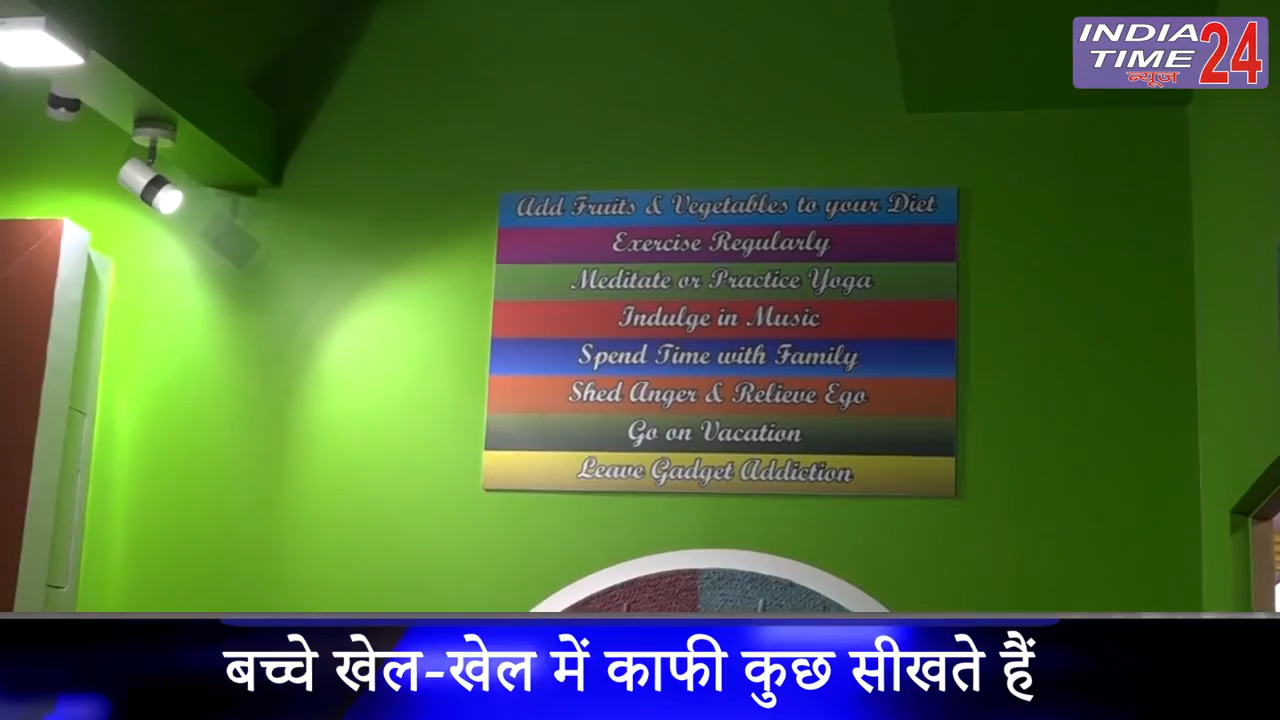 INDIA
TIME 24
न्यूज
Add Fruits & Vegetables to your Diet
Exercise Regularly
Meditate or Practice Yoga
Indulge in Music
Spend Time with Family
Shed Anger & Relieve Ego
Go on Vacation
Leave Gadget Addiction
बच्चे खेल-खेल में काफी कुछ सीखते हैं